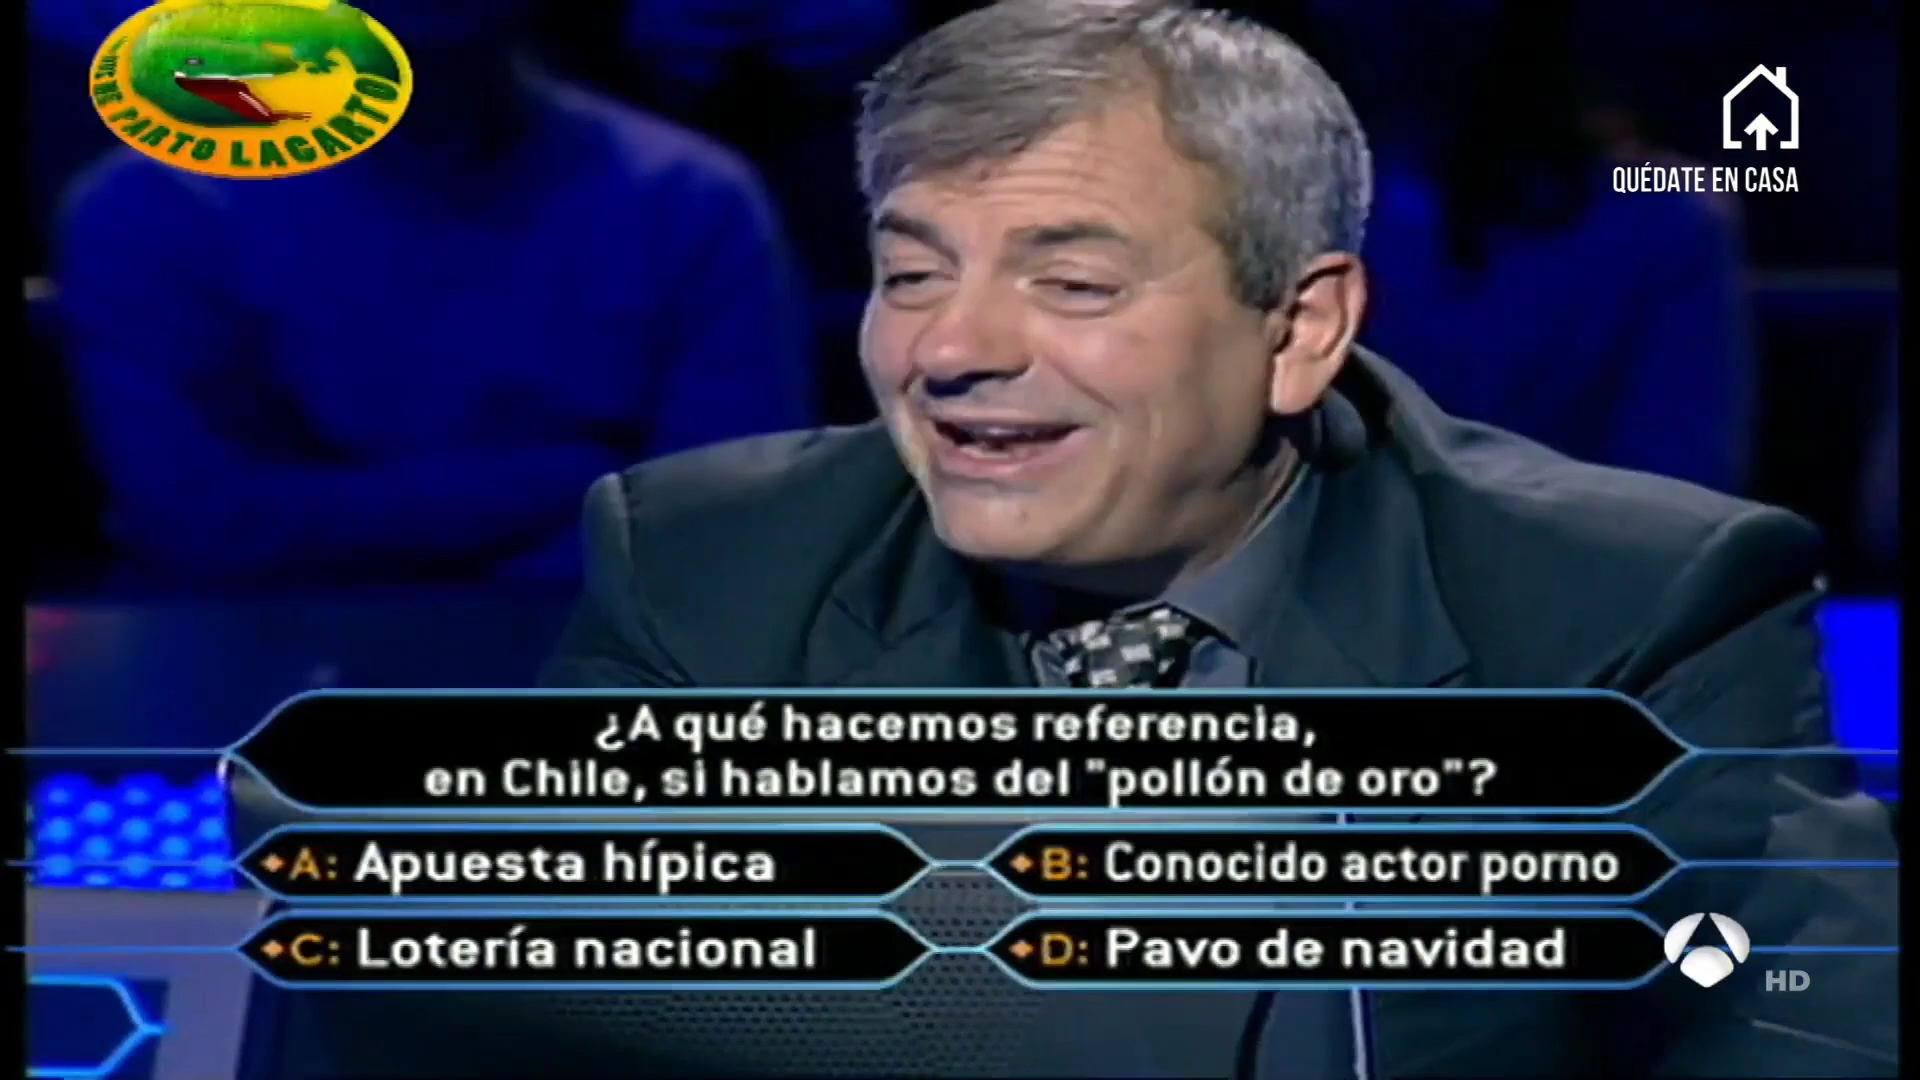 ME PARTO LAGARTO
QUÉDATE EN CASA
¿A qué hacemos referencia,
en Chile, si hablamos del "pollón de oro"?
A: Apuesta hípica
B: Conocido actor porno
C: Lotería nacional
D: Pavo de navidad
HD